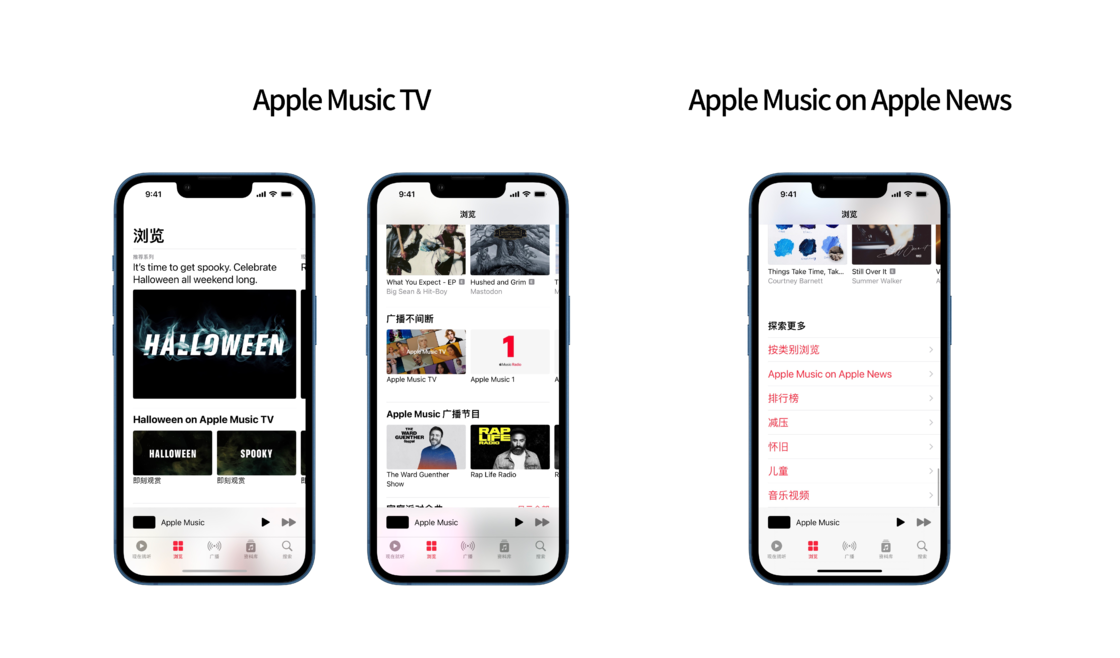 Apple Music TV
Apple Music on Apple News
9:41
浏览
推荐系列
It's time to get spooky. Celebrate
Halloween all weekend long.
HALLOWEEN
Halloween on Apple Music TV
HALLOWEEN
SPOOKY
即刻观赏
即刻观赏
Apple Music
现在就听
浏览
广播
资料库
搜索
9:41
浏览
What You Expect - EP E
Big Sean & Hit-Boy
Hushed and Grim E
Mastodon
广播不间断
Apple Music TV
1
Music Radio
Apple Music TV
Apple Music 1
Apple Music 广播节目
THE
WARD
GUENTHER
RAP
LIFE
RADIO
The Ward Guenther
Show
Rap Life Radio
Apple Music
现在就听
浏览
广播
资料库
搜索
9:41
浏览
Things Take Time, Tak...
Courtney Barnett
Still Over It E
Summer Walker
探索更多
按类别浏览
Apple Music on Apple News
排行榜
减压
怀旧
儿童
音乐视频
Apple Music
现在就听
浏览
广播
资料库
搜索